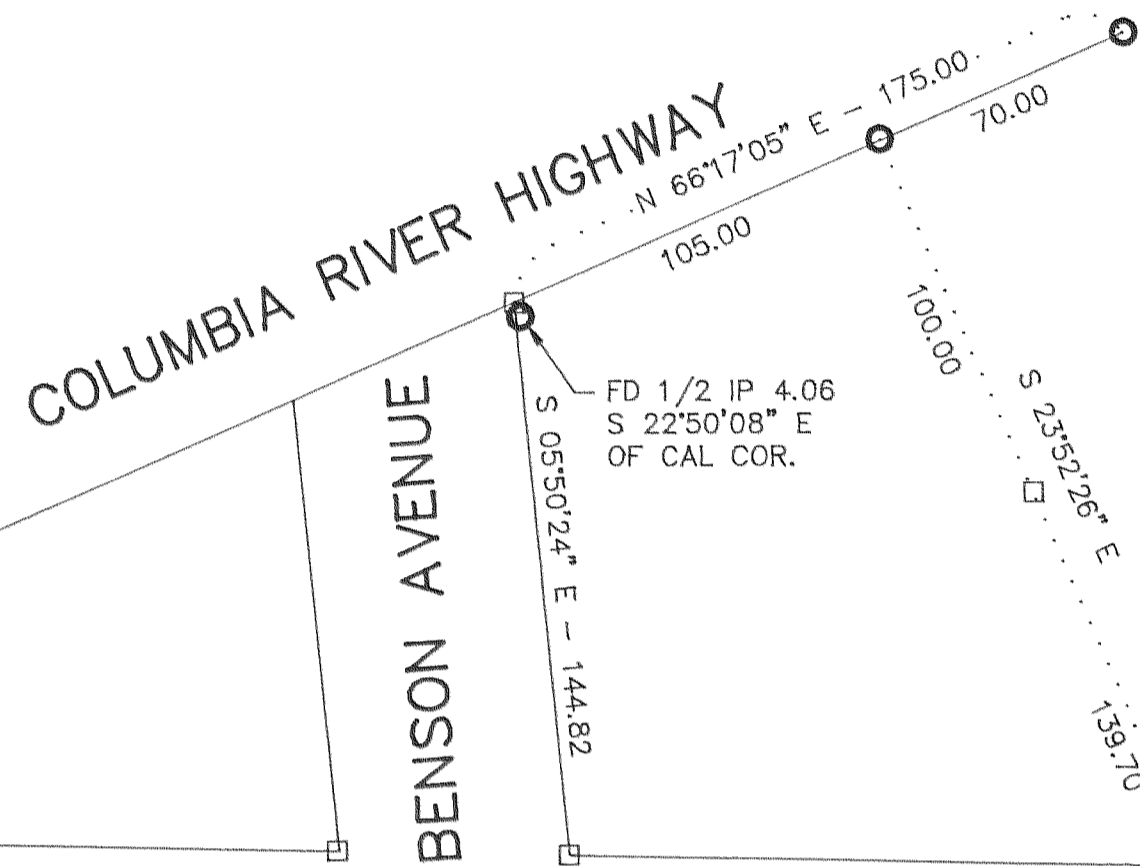 COLUMBIA RIVER HIGHWAY
N 66°17'05" E – 175.00
70.00
105.00
100.00
S 23°52'26" E
139.70
FD 1/2 IP 4.06
S 22°50'08" E
OF CAL COR.
S 05°50'24" E – 144.82
BENSON AVENUE